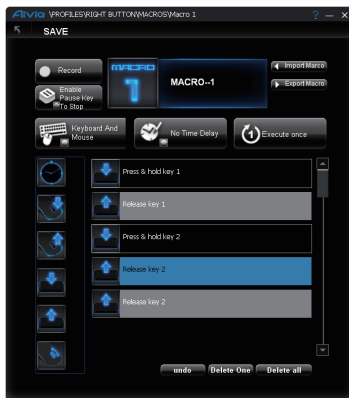 Aivia \PROFILES\RIGHT BUTTON\MACROS\Macro 1 ? — ×
SAVE
Record
Enable
Pause Key
To Stop
MACRO
1
MACRO--1
Import Marco
Export Marco
Keyboard And
Mouse
No Time Delay
1
Execute once
Press & hold key 1
Release key 1
Press & hold key 2
Release key 2
Release key 2
undo Delete One Delete all